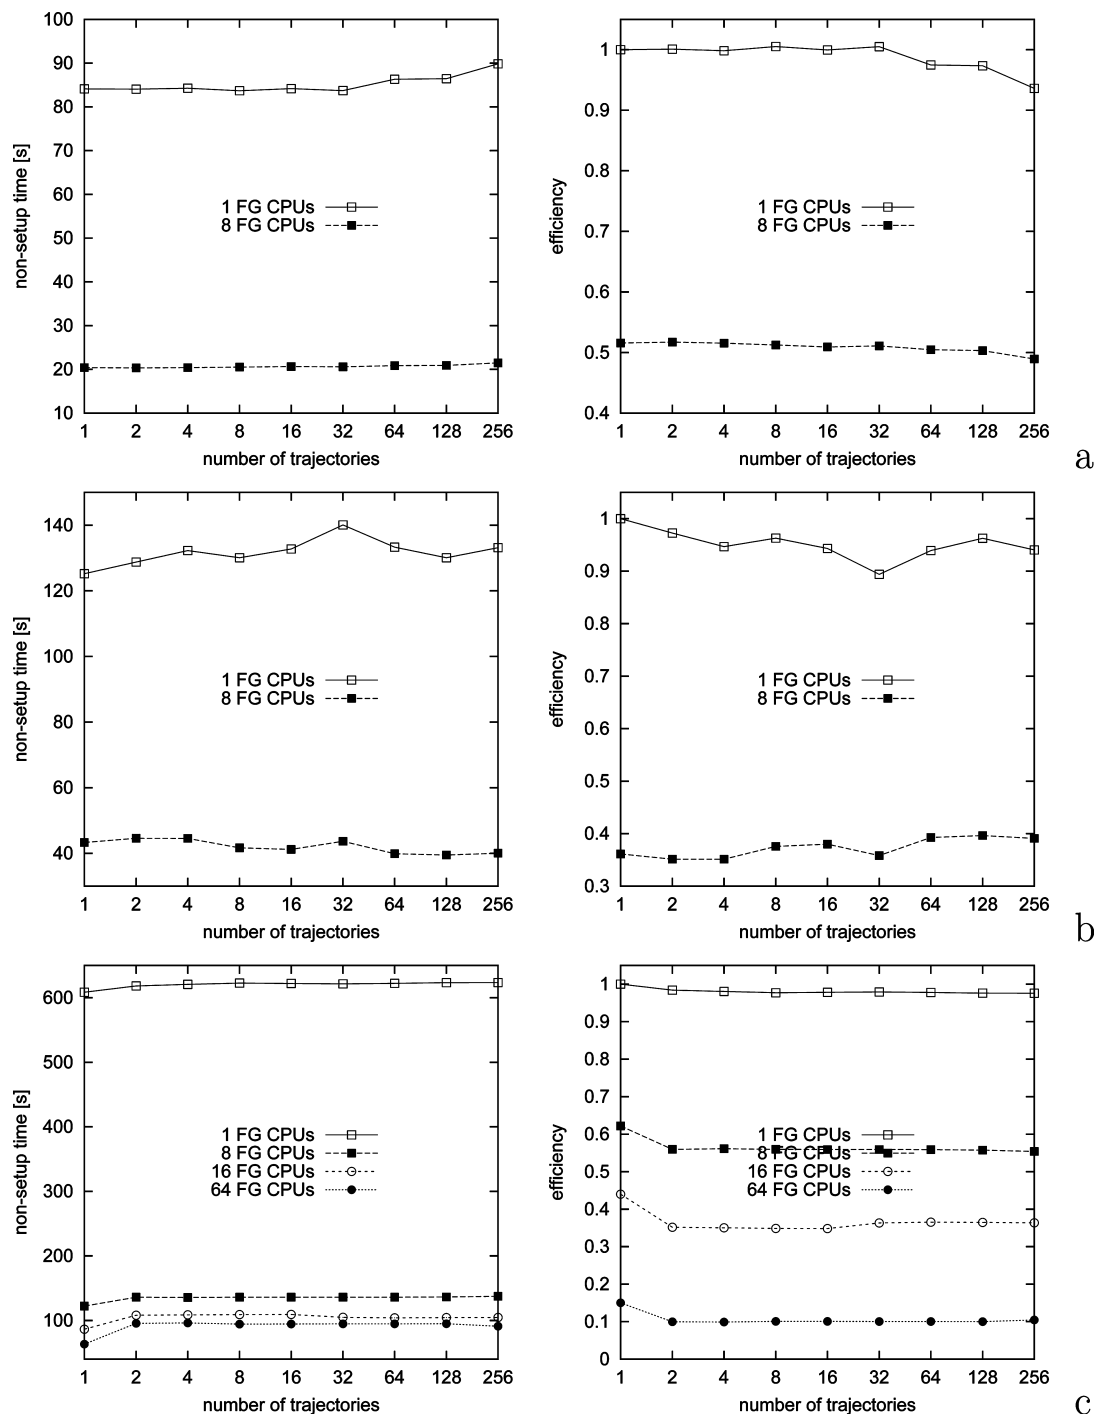 100
90
80
70
60
50
40
30
20
10
non-setup time [s]
1 FG CPUs
8 FG CPUs
1 2 4 8 16 32 64 128 256
number of trajectories
1
0.9
0.8
0.7
0.6
0.5
0.4
efficiency
1 FG CPUs
8 FG CPUs
1 2 4 8 16 32 64 128 256
number of trajectories
a
140
120
100
80
60
40
non-setup time [s]
1 FG CPUs
8 FG CPUs
1 2 4 8 16 32 64 128 256
number of trajectories
1
0.9
0.8
0.7
0.6
0.5
0.4
0.3
efficiency
1 FG CPUs
8 FG CPUs
1 2 4 8 16 32 64 128 256
number of trajectories
b
600
500
400
300
200
100
non-setup time [s]
1 FG CPUs
8 FG CPUs
16 FG CPUs
64 FG CPUs
1 2 4 8 16 32 64 128 256
number of trajectories
1
0.9
0.8
0.7
0.6
0.5
0.4
0.3
0.2
0.1
0
efficiency
1 FG CPUs
8 FG CPUs
16 FG CPUs
64 FG CPUs
1 2 4 8 16 32 64 128 256
number of trajectories
c